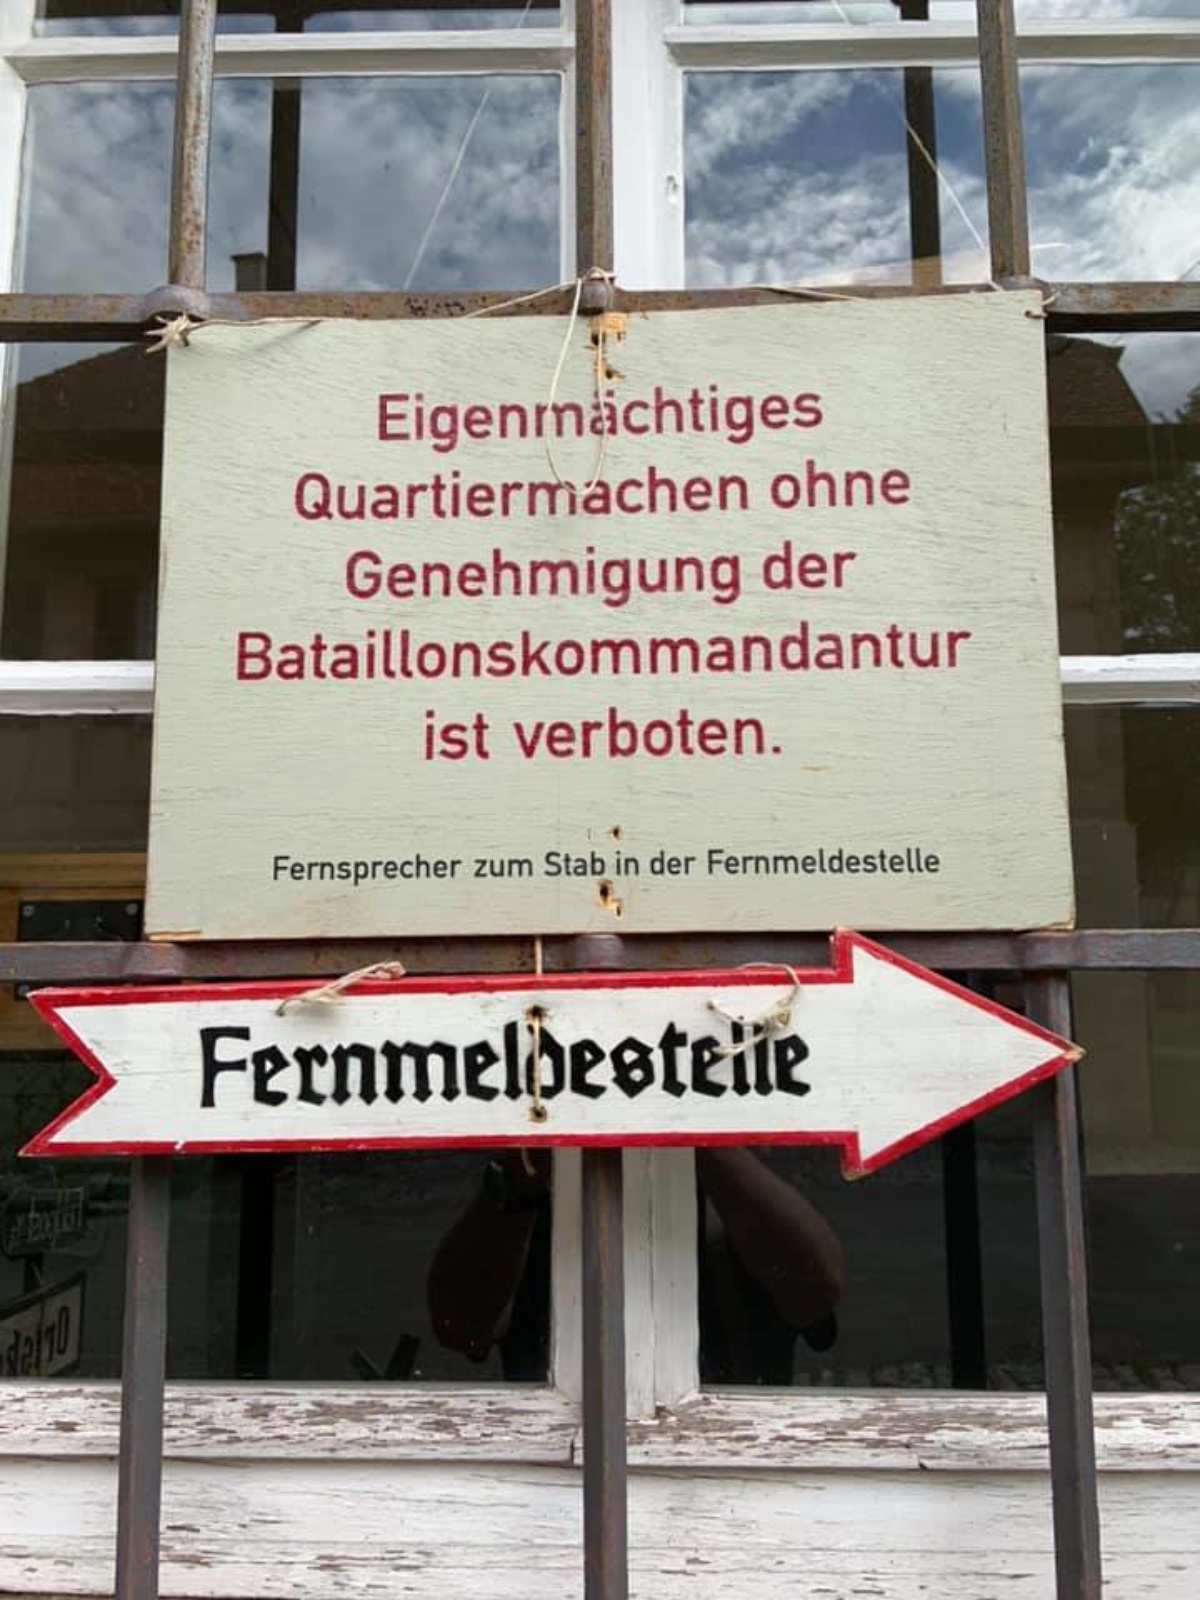 Eigenmächtiges
Quartiermachen ohne
Genehmigung der
Bataillonskommandantur
ist verboten.
Fernsprecher zum Stab in der Fernmeldestelle
Fernmeldestelle